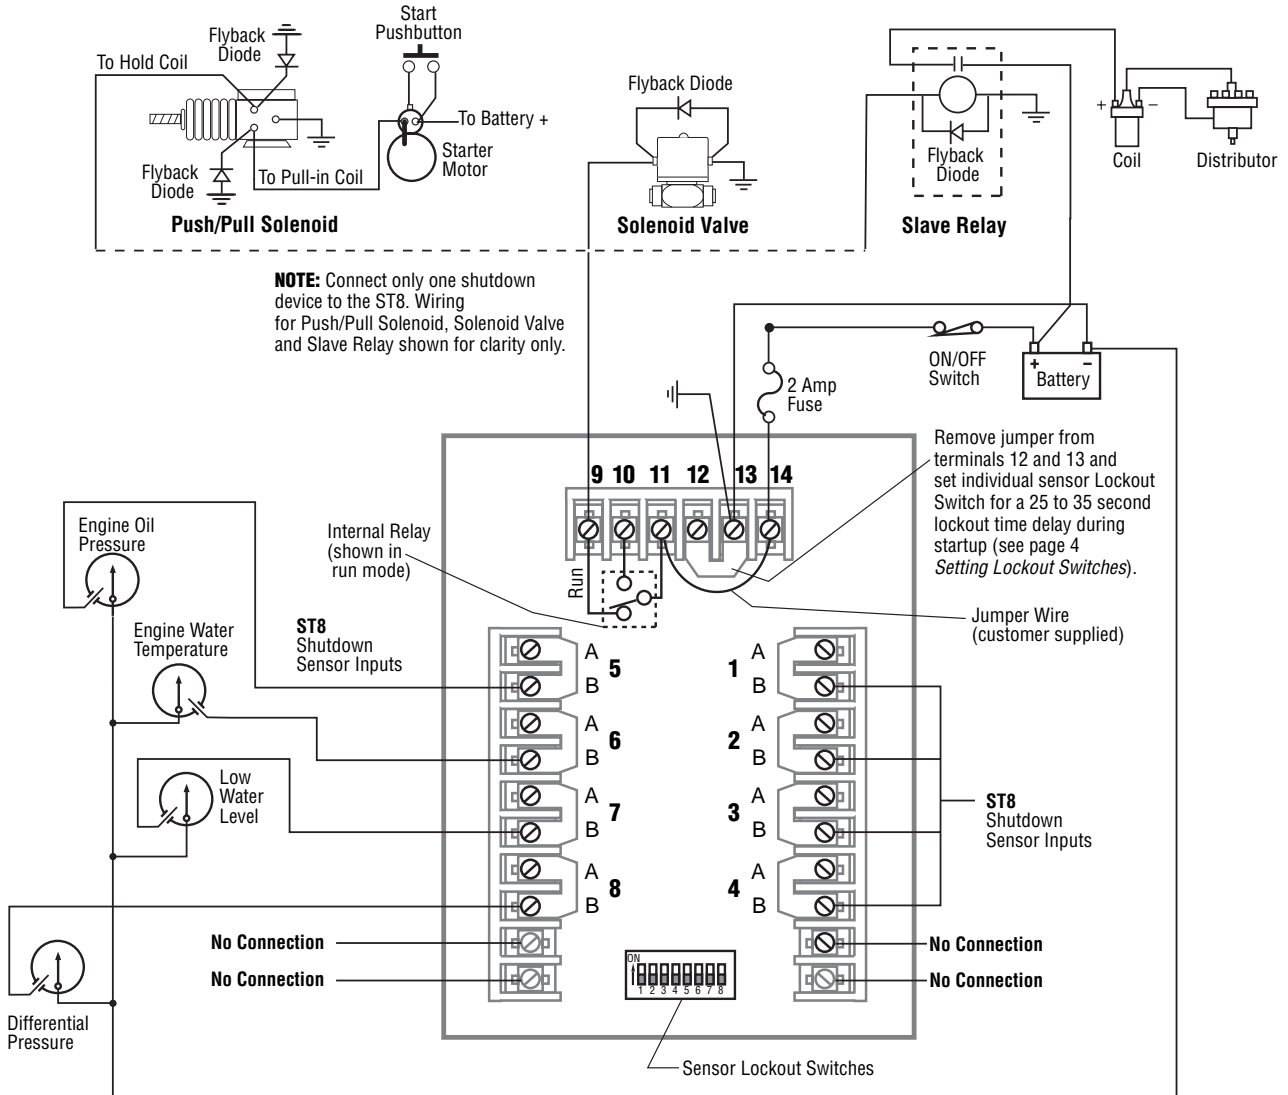 Start
Pushbutton
Flyback
Diode
To Hold Coil
To Battery +
Starter
Motor
Flyback
Diode
To Pull-in Coil
Push/Pull Solenoid
Flyback Diode
Solenoid Valve
Flyback
Diode
Slave Relay
+
−
Coil
Distributor
NOTE: Connect only one shutdown
device to the ST8. Wiring
for Push/Pull Solenoid, Solenoid Valve
and Slave Relay shown for clarity only.
ON/OFF
Switch
+
−
Battery
2 Amp
Fuse
Remove jumper from
terminals 12 and 13 and
set individual sensor Lockout
Switch for a 25 to 35 second
lockout time delay during
startup (see page 4
Setting Lockout Switches).
9 10 11 12 13 14
Internal Relay
(shown in
run mode)
Run
Jumper Wire
(customer supplied)
Engine Oil
Pressure
Engine Water
Temperature
ST8
Shutdown
Sensor Inputs
Low
Water
Level
Differential
Pressure
A
5
B
A
6
B
A
7
B
A
8
B
A
1
B
A
2
B
A
3
B
A
4
B
ST8
Shutdown
Sensor Inputs
No Connection
No Connection
No Connection
No Connection
ON
1 2 3 4 5 6 7 8
Sensor Lockout Switches